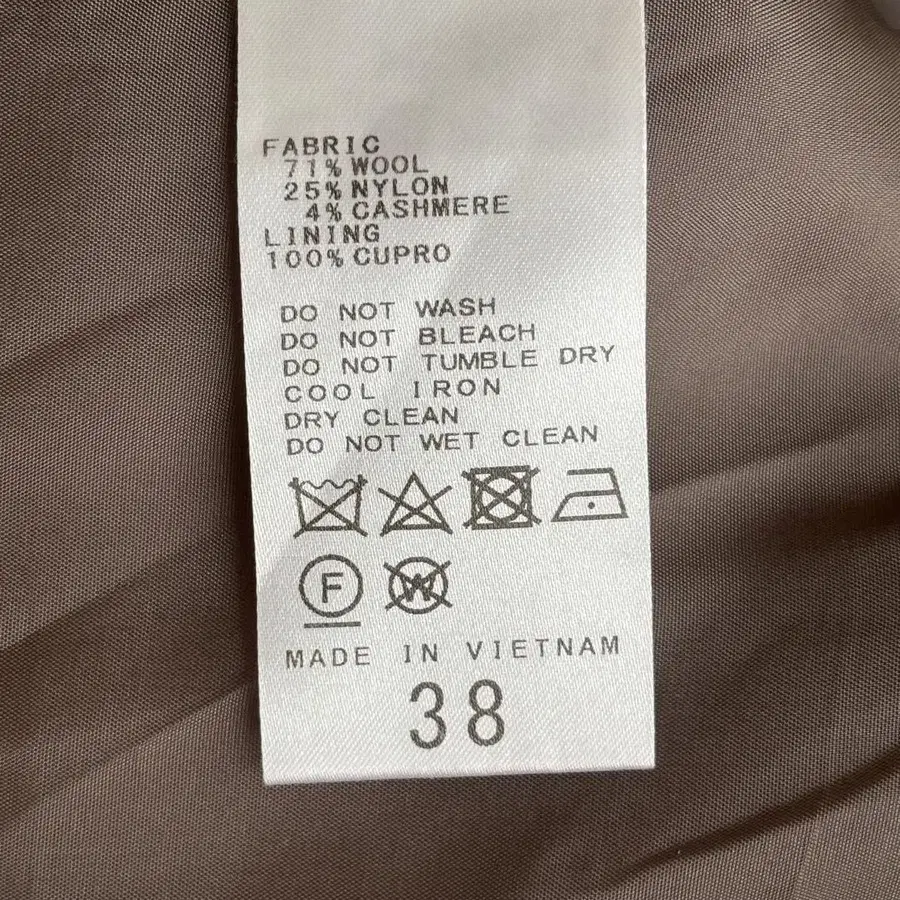 FABRIC
71% WOOL
25% NYLON
4% CASHMERE
LINING
100% CUPRO
DO NOT WASH
DO NOT BLEACH
DO NOT TUMBLE DRY
COOL IRON
DRY CLEAN
DO NOT WET CLEAN
F W
MADE IN VIETNAM
38